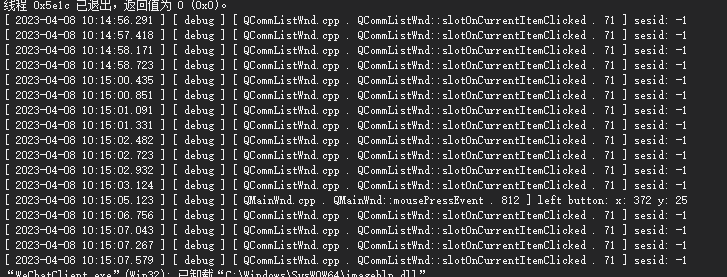 线程 0x5e1c 已退出，返回值为 0 (0x0)。
[ 2023-04-08 10:14:56.291 ] [ debug ] [ QCommListWnd.cpp . QCommListWnd::slotOnCurrentItemClicked . 71 ] sesid: -1
[ 2023-04-08 10:14:57.418 ] [ debug ] [ QCommListWnd.cpp . QCommListWnd::slotOnCurrentItemClicked . 71 ] sesid: -1
[ 2023-04-08 10:14:58.171 ] [ debug ] [ QCommListWnd.cpp . QCommListWnd::slotOnCurrentItemClicked . 71 ] sesid: -1
[ 2023-04-08 10:14:58.723 ] [ debug ] [ QCommListWnd.cpp . QCommListWnd::slotOnCurrentItemClicked . 71 ] sesid: -1
[ 2023-04-08 10:15:00.435 ] [ debug ] [ QCommListWnd.cpp . QCommListWnd::slotOnCurrentItemClicked . 71 ] sesid: -1
[ 2023-04-08 10:15:00.851 ] [ debug ] [ QCommListWnd.cpp . QCommListWnd::slotOnCurrentItemClicked . 71 ] sesid: -1
[ 2023-04-08 10:15:01.091 ] [ debug ] [ QCommListWnd.cpp . QCommListWnd::slotOnCurrentItemClicked . 71 ] sesid: -1
[ 2023-04-08 10:15:01.331 ] [ debug ] [ QCommListWnd.cpp . QCommListWnd::slotOnCurrentItemClicked . 71 ] sesid: -1
[ 2023-04-08 10:15:02.482 ] [ debug ] [ QCommListWnd.cpp . QCommListWnd::slotOnCurrentItemClicked . 71 ] sesid: -1
[ 2023-04-08 10:15:02.723 ] [ debug ] [ QCommListWnd.cpp . QCommListWnd::slotOnCurrentItemClicked . 71 ] sesid: -1
[ 2023-04-08 10:15:02.932 ] [ debug ] [ QCommListWnd.cpp . QCommListWnd::slotOnCurrentItemClicked . 71 ] sesid: -1
[ 2023-04-08 10:15:03.124 ] [ debug ] [ QCommListWnd.cpp . QCommListWnd::slotOnCurrentItemClicked . 71 ] sesid: -1
[ 2023-04-08 10:15:05.123 ] [ debug ] [ QMainWnd.cpp . QMainWnd::mousePressEvent . 812 ] left button: x: 372 y: 25
[ 2023-04-08 10:15:06.756 ] [ debug ] [ QCommListWnd.cpp . QCommListWnd::slotOnCurrentItemClicked . 71 ] sesid: -1
[ 2023-04-08 10:15:07.043 ] [ debug ] [ QCommListWnd.cpp . QCommListWnd::slotOnCurrentItemClicked . 71 ] sesid: -1
[ 2023-04-08 10:15:07.267 ] [ debug ] [ QCommListWnd.cpp . QCommListWnd::slotOnCurrentItemClicked . 71 ] sesid: -1
[ 2023-04-08 10:15:07.579 ] [ debug ] [ QCommListWnd.cpp . QCommListWnd::slotOnCurrentItemClicked . 71 ] sesid: -1
“WeChatClient.exe”(Win32): 已卸载“C:\Windows\SysWOW64\imagehlp.dll”